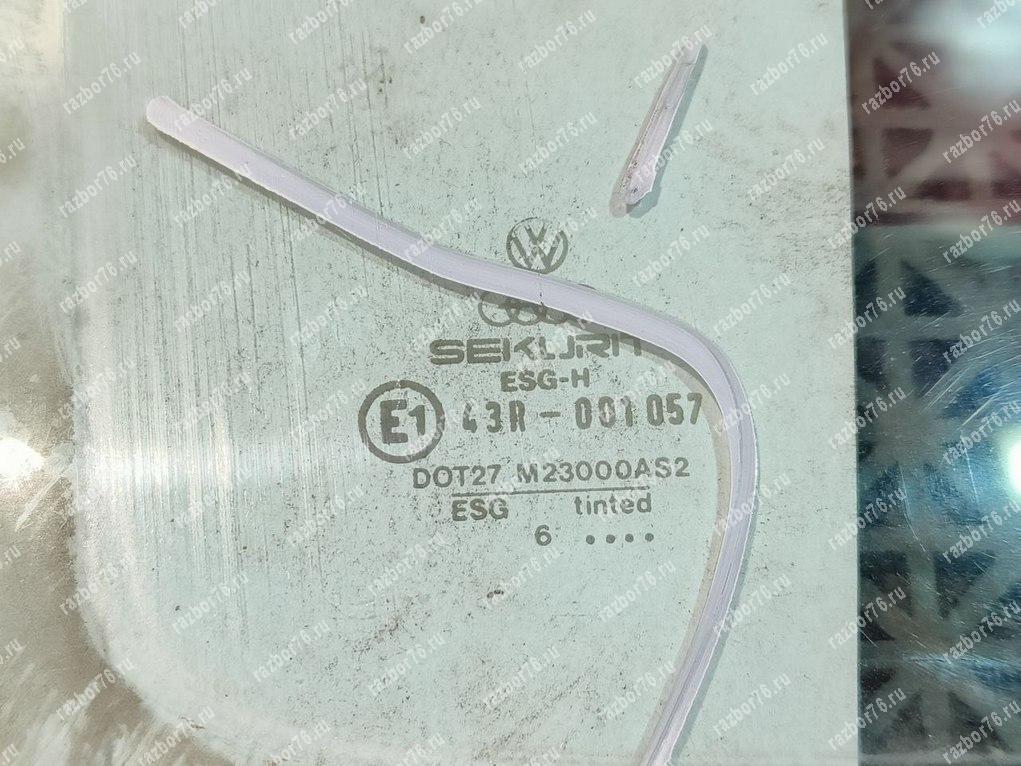 SEKURIT
ESG-H
E1 43R - 001057
DOT27 M23000AS2
ESG tinted
6 ....
razbor76.ru